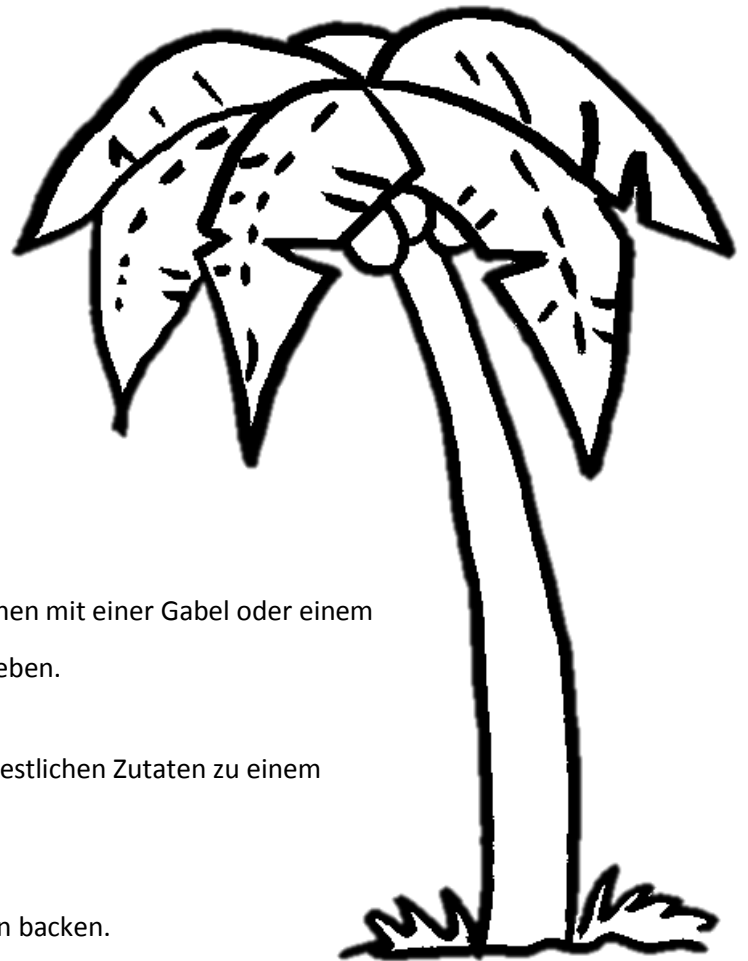 nen mit einer Gabel oder einem
eben.
estlichen Zutaten zu einem
n backen.